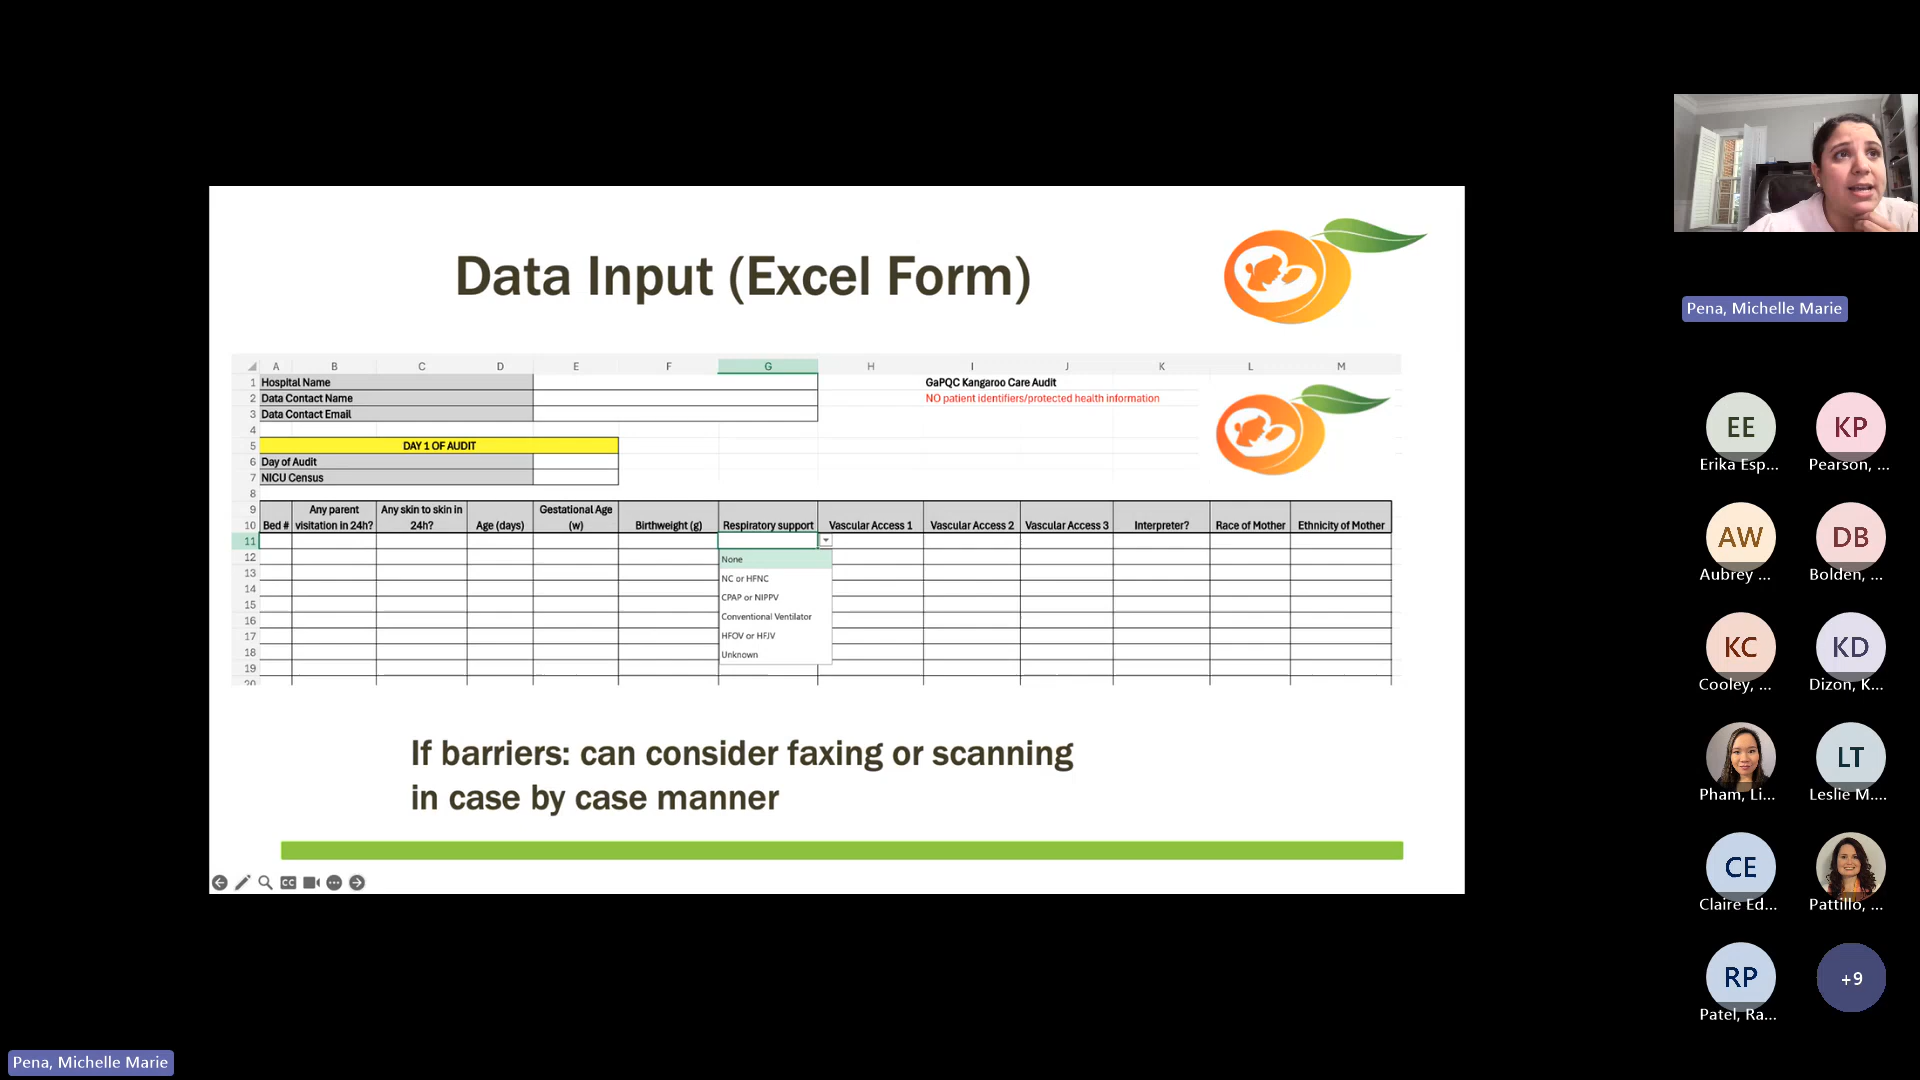 Data Input (Excel Form)
A B C D E F G H I J K L M
1 Hospital Name GaPQC Kangaroo Care Audit
2 Data Contact Name NO patient identifiers/protected health information
3 Data Contact Email
4
5 DAY 1 OF AUDIT
6 Day of Audit
7 NICU Census
8
9 Any parent Any skin to skin in Gestational Age
10 Bed # visitation in 24h? 24h? Age (days) (w) Birthweight (g) Respiratory support Vascular Access 1 Vascular Access 2 Vascular Access 3 Interpreter? Race of Mother Ethnicity of Mother
11
12 None
13 NC or HFNC
14
15 CPAP or NIPPV
16 Conventional Ventilator
17 HFOV or HFJV
18 Unknown
19
20
If barriers: can consider faxing or scanning
in case by case manner
CC
Pena, Michelle Marie
EE KP
Erika Esp... Pearson, ...
AW DB
Aubrey ... Bolden, ...
KC KD
Cooley, ... Dizon, K...
LT
Pham, Li... Leslie M....
CE
Claire Ed... Pattillo, ...
RP +9
Patel, Ra...
Pena, Michelle Marie